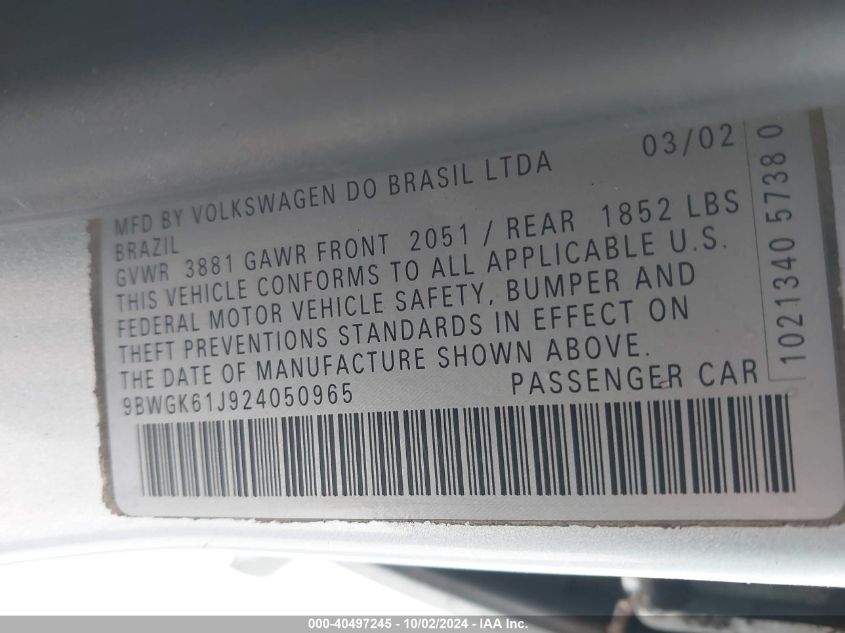 03/02
MFD BY VOLKSWAGEN DO BRASIL LTDA
BRAZIL
GVWR 3881 GAWR FRONT 2051 / REAR 1852 LBS
THIS VEHICLE CONFORMS TO ALL APPLICABLE U.S.
FEDERAL MOTOR VEHICLE SAFETY, BUMPER AND
THEFT PREVENTIONS STANDARDS IN EFFECT ON
THE DATE OF MANUFACTURE SHOWN ABOVE.
9BWGK61J924050965 PASSENGER CAR
1021340 5738 0
000-40497245 - 10/02/2024 - IAA Inc.